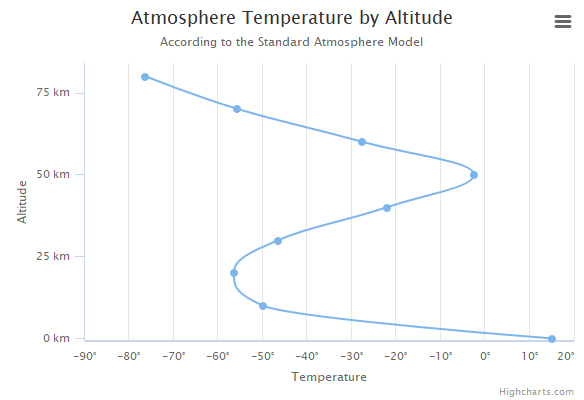 Atmosphere Temperature by Altitude
According to the Standard Atmosphere Model
Altitude
75 km
50 km
25 km
0 km
−90° −80° −70° −60° −50° −40° −30° −20° −10° 0° 10° 20°
Temperature
Highcharts.com